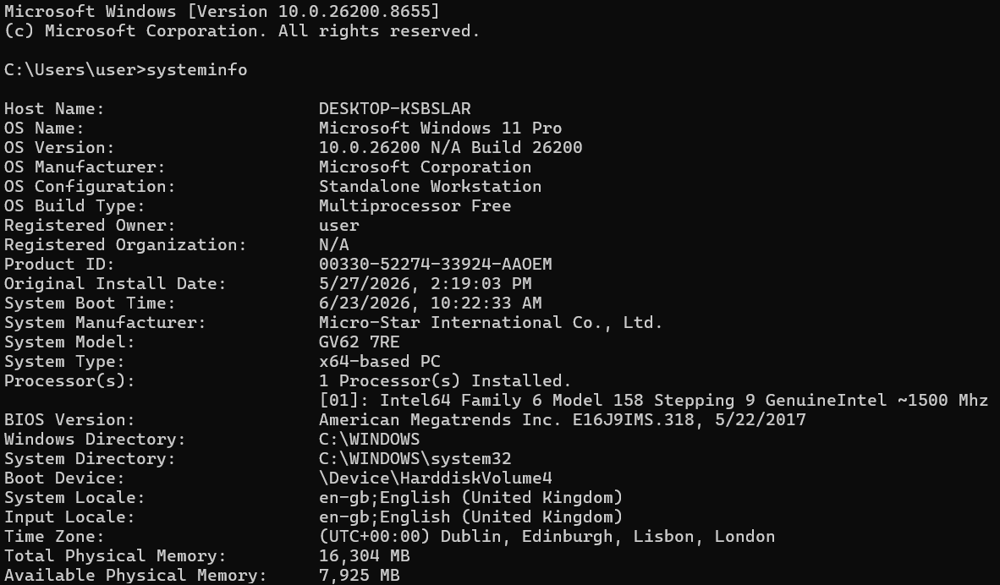 Microsoft Windows [Version 10.0.26200.8655]
(c) Microsoft Corporation. All rights reserved.
C:\Users\user>systeminfo
Host Name: DESKTOP-KSBSLAR
OS Name: Microsoft Windows 11 Pro
OS Version: 10.0.26200 N/A Build 26200
OS Manufacturer: Microsoft Corporation
OS Configuration: Standalone Workstation
OS Build Type: Multiprocessor Free
Registered Owner: user
Registered Organization: N/A
Product ID: 00330-52274-33924-AAOEM
Original Install Date: 5/27/2026, 2:19:03 PM
System Boot Time: 6/23/2026, 10:22:33 AM
System Manufacturer: Micro-Star International Co., Ltd.
System Model: GV62 7RE
System Type: x64-based PC
Processor(s): 1 Processor(s) Installed.
[01]: Intel64 Family 6 Model 158 Stepping 9 GenuineIntel ~1500 Mhz
BIOS Version: American Megatrends Inc. E16J9IMS.318, 5/22/2017
Windows Directory: C:\WINDOWS
System Directory: C:\WINDOWS\system32
Boot Device: \Device\HarddiskVolume4
System Locale: en-gb;English (United Kingdom)
Input Locale: en-gb;English (United Kingdom)
Time Zone: (UTC+00:00) Dublin, Edinburgh, Lisbon, London
Total Physical Memory: 16,304 MB
Available Physical Memory: 7,925 MB